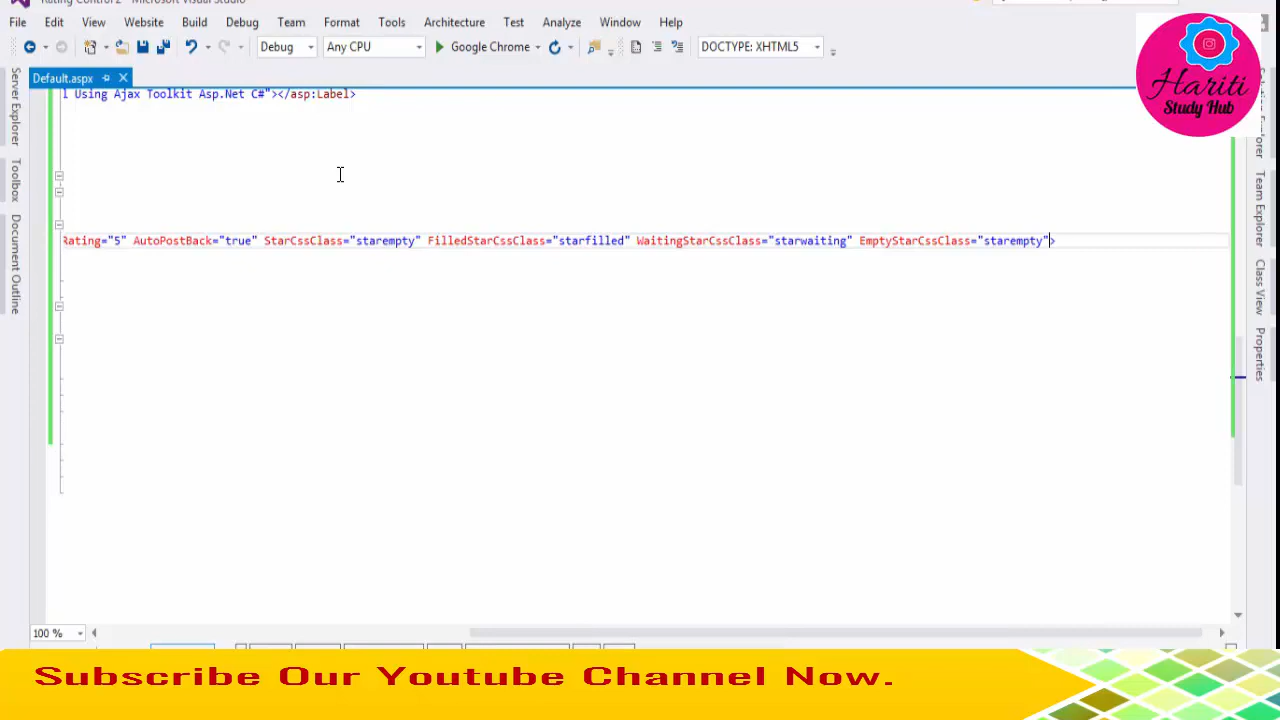 Rating Control 2 - Microsoft Visual Studio
File Edit View Website Build Debug Team Format Tools Architecture Test Analyze Window Help
Debug Any CPU Google Chrome DOCTYPE: XHTML5
Hariti
Study Hub
Default.aspx
l Using Ajax Toolkit Asp.Net C#"></asp:Label>
Rating="5" AutoPostBack="true" StarCssClass="starempty" FilledStarCssClass="starfilled" WaitingStarCssClass="starwaiting" EmptyStarCssClass="starempty">
Server Explorer
Toolbox
Document Outline
Team Explorer
Class View
Properties
100 %
Subscribe Our Youtube Channel Now.